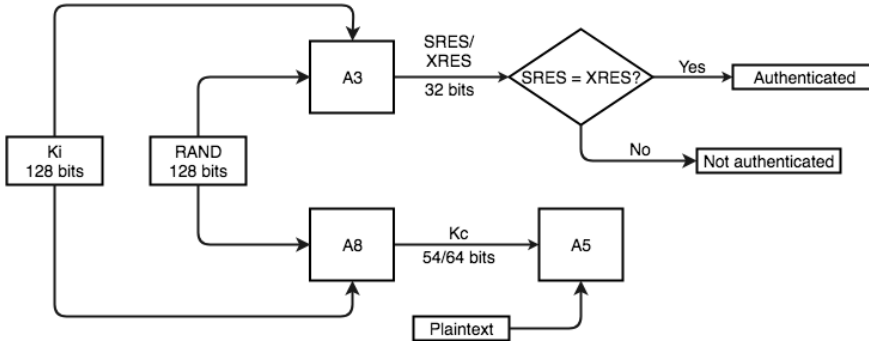 SRES/
XRES
32 bits
A3
SRES = XRES?
Yes
Authenticated
No
Not authenticated
Ki
128 bits
RAND
128 bits
A8
Kc
54/64 bits
A5
Plaintext